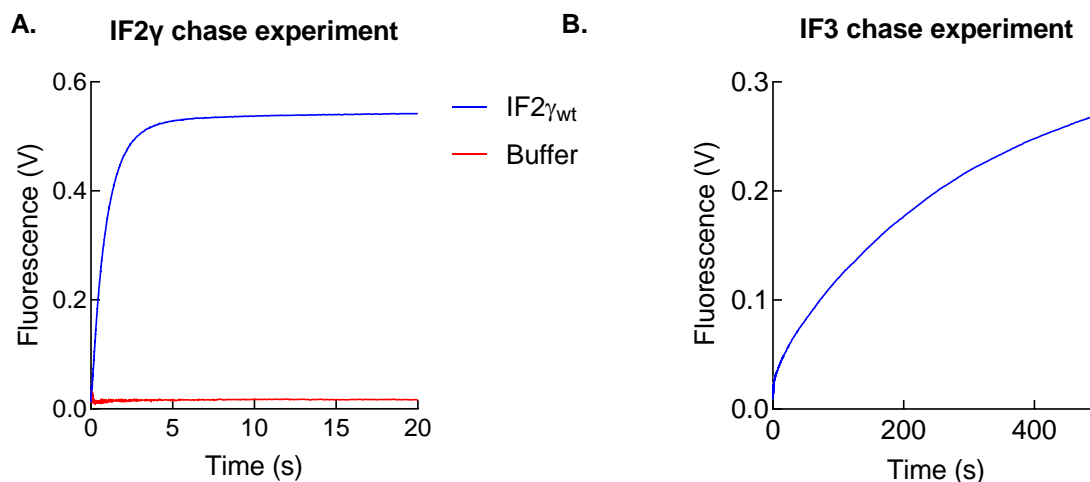 A.
IF2γ chase experiment
Fluorescence (V)
0.6
0.4
0.2
0.0
0 5 10 15 20
Time (s)
IF2γwt
Buffer
B.
IF3 chase experiment
Fluorescence (V)
0.3
0.2
0.1
0.0
0 200 400
Time (s)